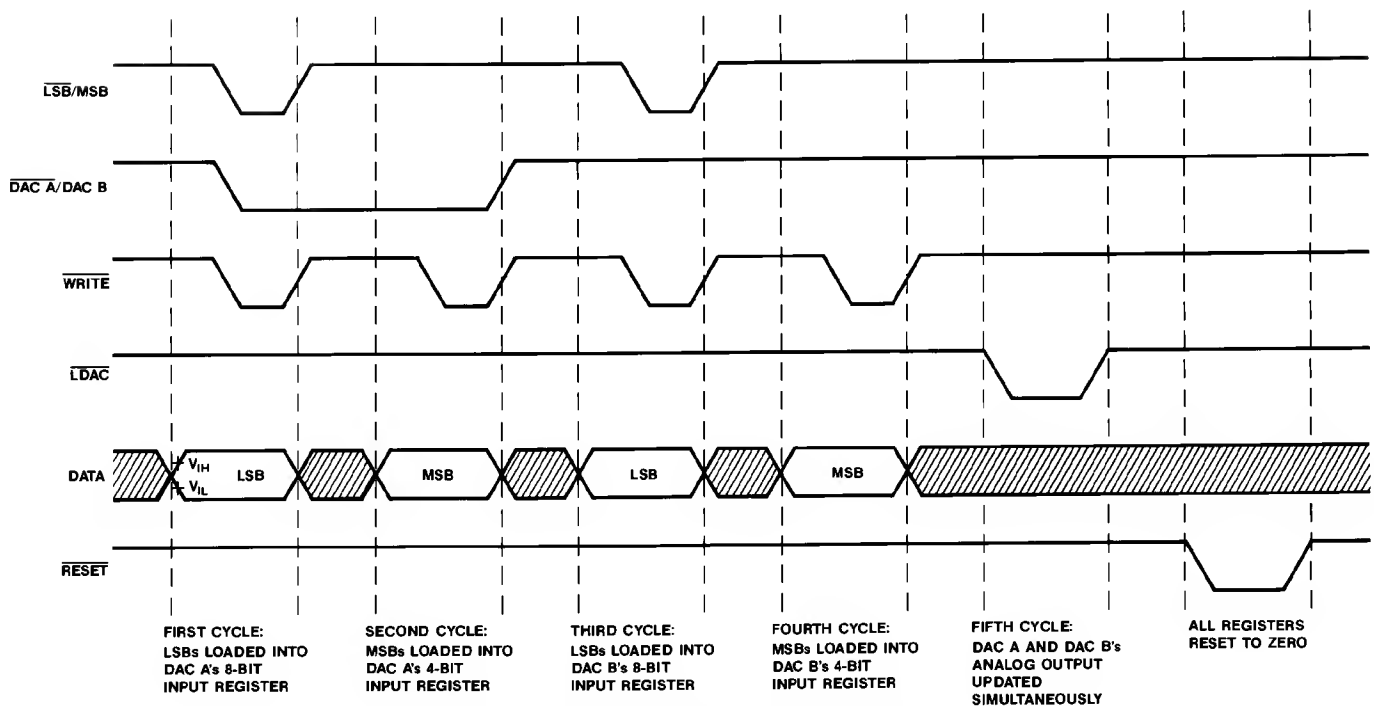 LSB/MSB
DAC A/DAC B
WRITE
LDAC
DATA
VIH
VIL
LSB
MSB
LSB
MSB
RESET
FIRST CYCLE:
LSBs LOADED INTO
DAC A's 8-BIT
INPUT REGISTER
SECOND CYCLE:
MSBs LOADED INTO
DAC A's 4-BIT
INPUT REGISTER
THIRD CYCLE:
LSBs LOADED INTO
DAC B's 8-BIT
INPUT REGISTER
FOURTH CYCLE:
MSBs LOADED INTO
DAC B's 4-BIT
INPUT REGISTER
FIFTH CYCLE:
DAC A AND DAC B's
ANALOG OUTPUT
UPDATED
SIMULTANEOUSLY
ALL REGISTERS
RESET TO ZERO